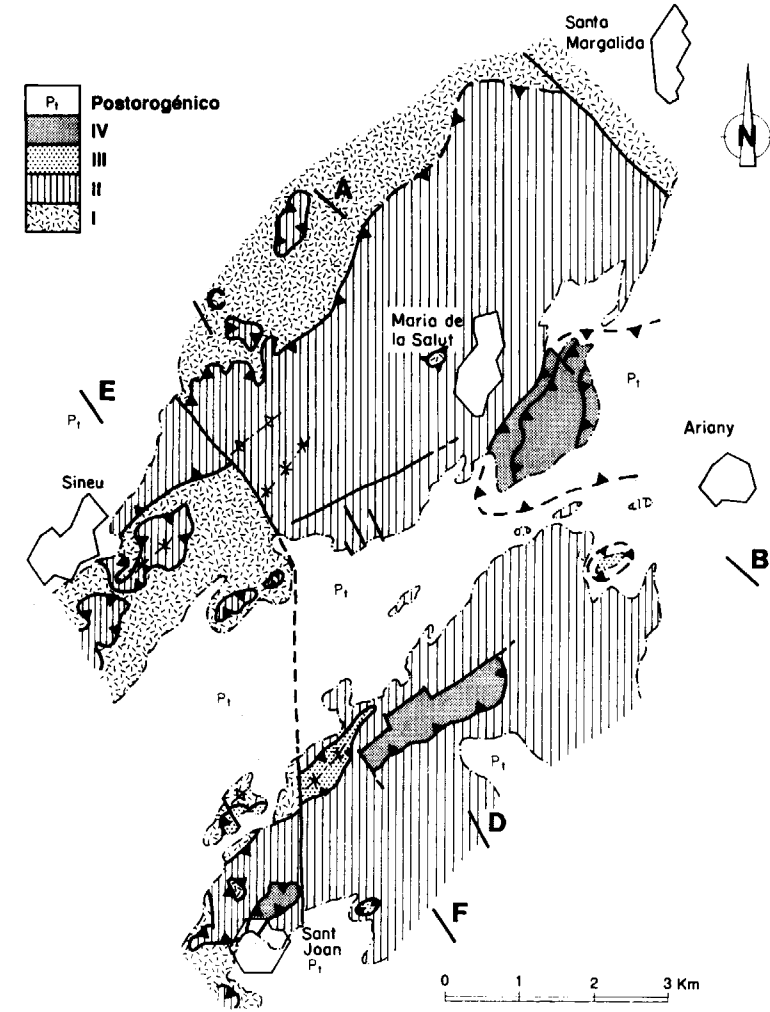 Santa
Margalida
Pt
Postorogénico
IV
III
II
I
N
A
C
Maria de
la Salut
E
Pt
Pt
Ariany
Sineu
B
Pt
Pt
Pt
D
F
Sant
Joan
Pt
0 1 2 3 Km